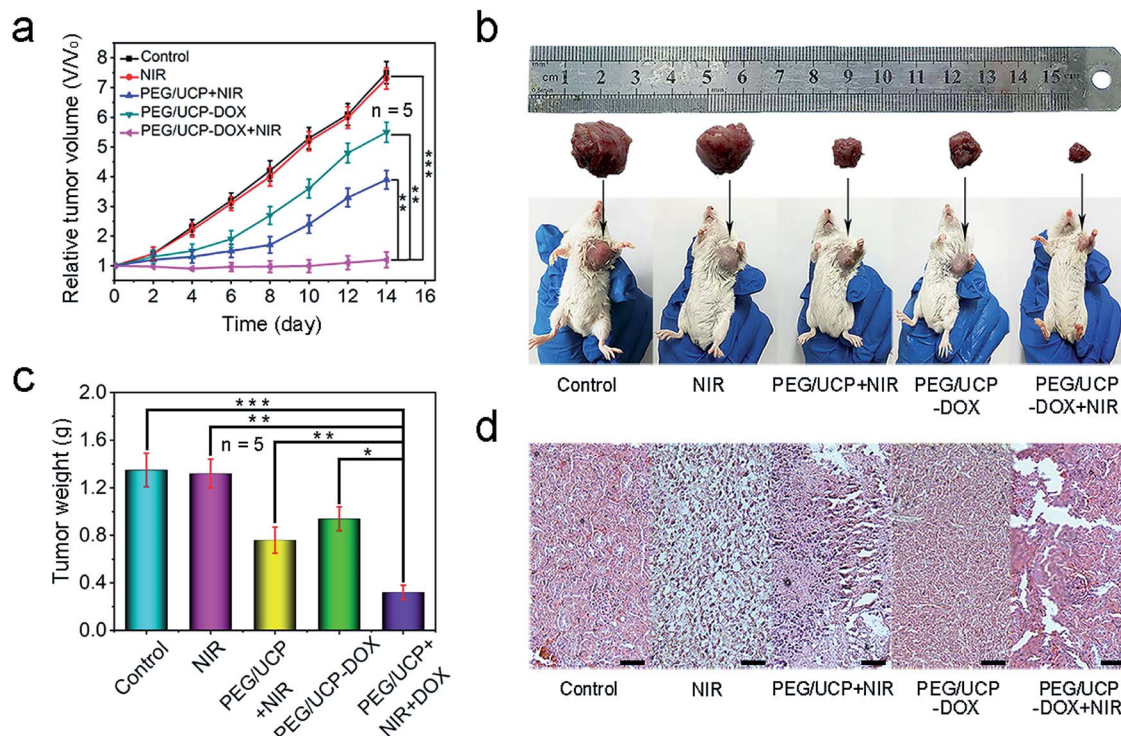 a
Relative tumor volume (V/V0)
7
6
5
4
3
2
1
0
2
4
6
8
10
12
14
16
Time (day)
Control
NIR
PEG/UCP+NIR
PEG/UCP-DOX
PEG/UCP-DOX+NIR
n = 5
**
**
***
b
cm 1 2 3 4 5 6 7 8 9 10 11 12 13 14 15 cm
Control
NIR
PEG/UCP+NIR
PEG/UCP
-DOX
PEG/UCP
-DOX+NIR
c
Tumor weight (g)
2.0
1.6
1.2
0.8
0.4
0.0
***
**
n = 5
**
*
Control
NIR
PEG/UCP
+NIR
PEG/UCP-DOX
PEG/UCP+
NIR+DOX
d
Control
NIR
PEG/UCP+NIR
PEG/UCP
-DOX
PEG/UCP
-DOX+NIR